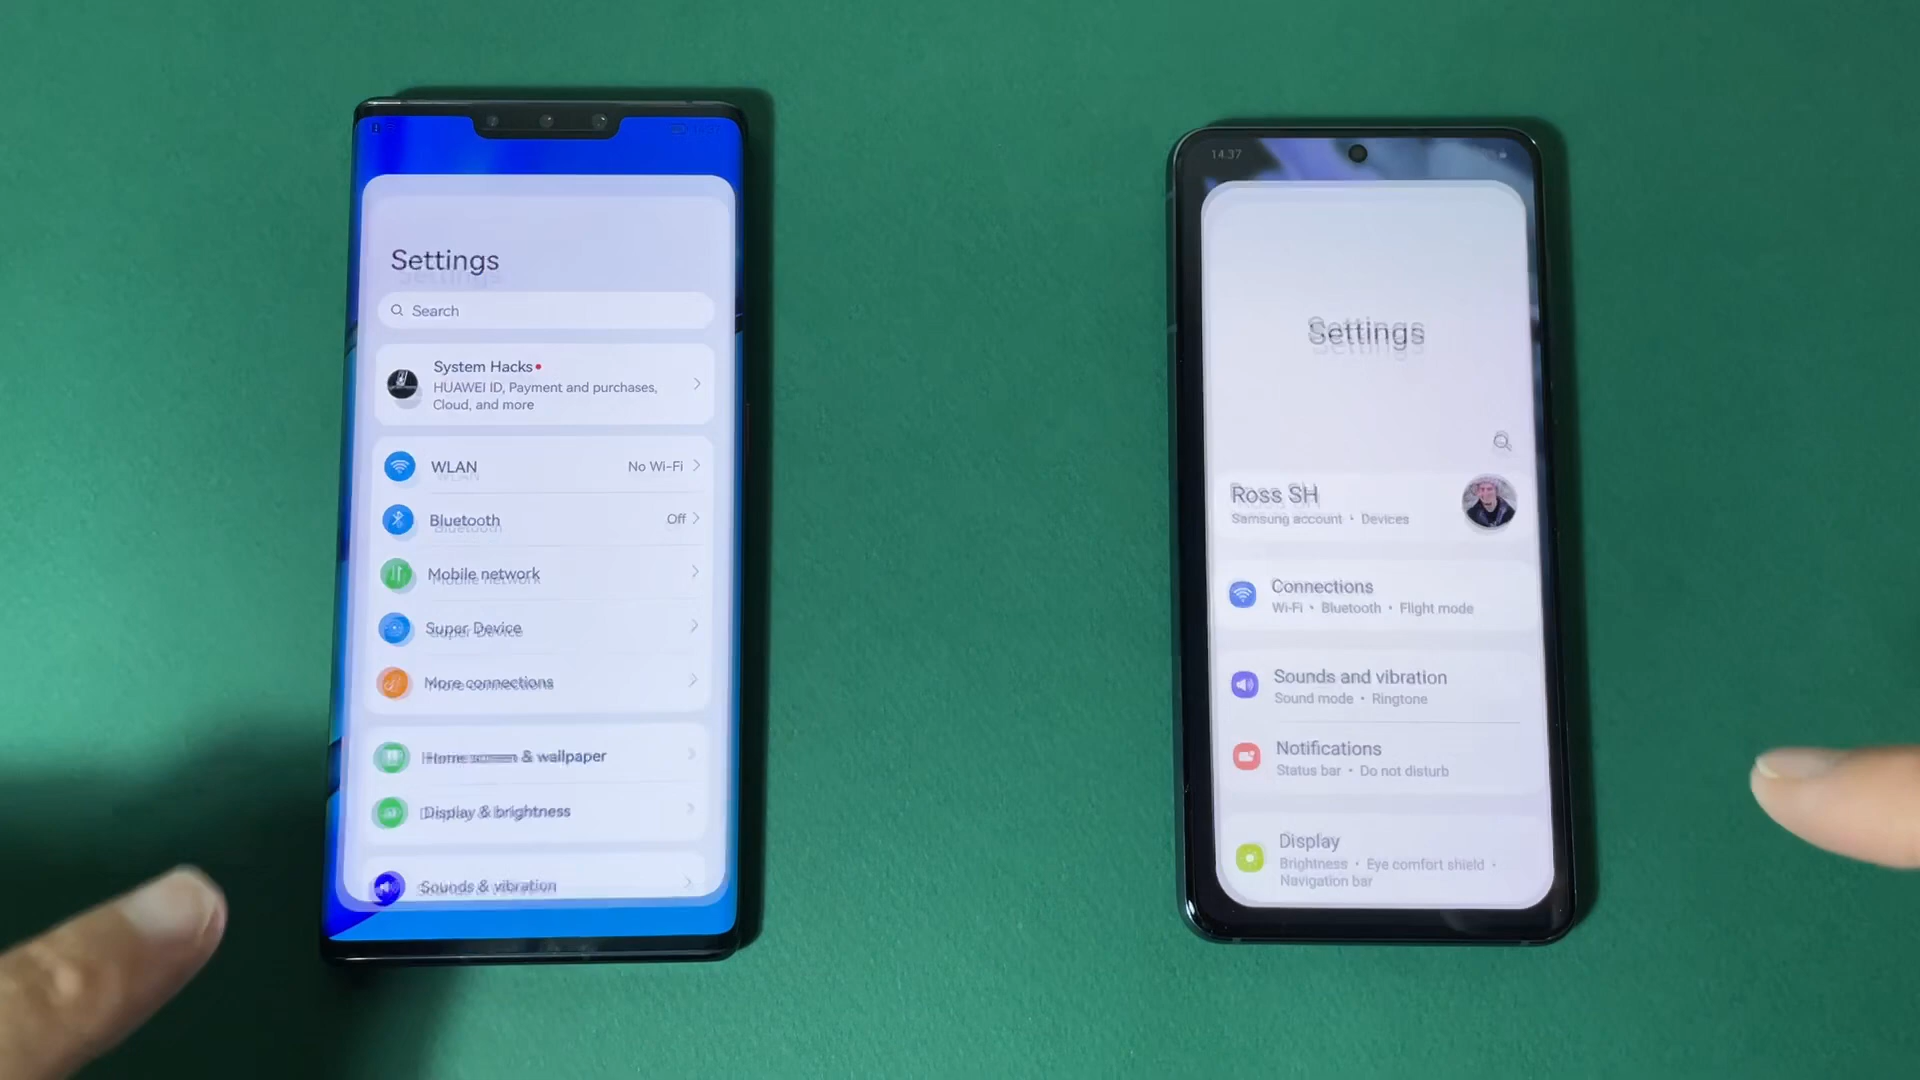 Settings
Search
System Hacks
HUAWEI ID, Payment and purchases,
Cloud, and more
WLAN
No Wi-Fi
Bluetooth
Off
Mobile network
Super Device
More connections
Home screen & wallpaper
Display & brightness
Sounds & vibration
14.37
Settings
Ross SH
Samsung account • Devices
Connections
Wi-Fi • Bluetooth • Flight mode
Sounds and vibration
Sound mode • Ringtone
Notifications
Status bar • Do not disturb
Display
Brightness • Eye comfort shield •
Navigation bar